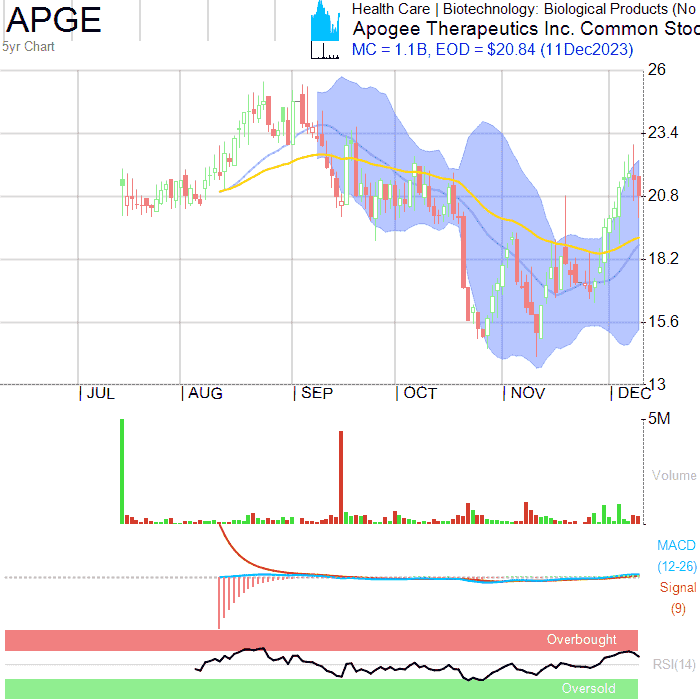 APGE
5yr Chart
Health Care | Biotechnology: Biological Products (No
Apogee Therapeutics Inc. Common Stoc
MC = 1.1B, EOD = $20.84 (11Dec2023)
26
23.4
20.8
18.2
15.6
13
JUL AUG SEP OCT NOV DEC
5M
Volume
MACD
(12-26)
Signal
(9)
Overbought
RSI(14)
Oversold